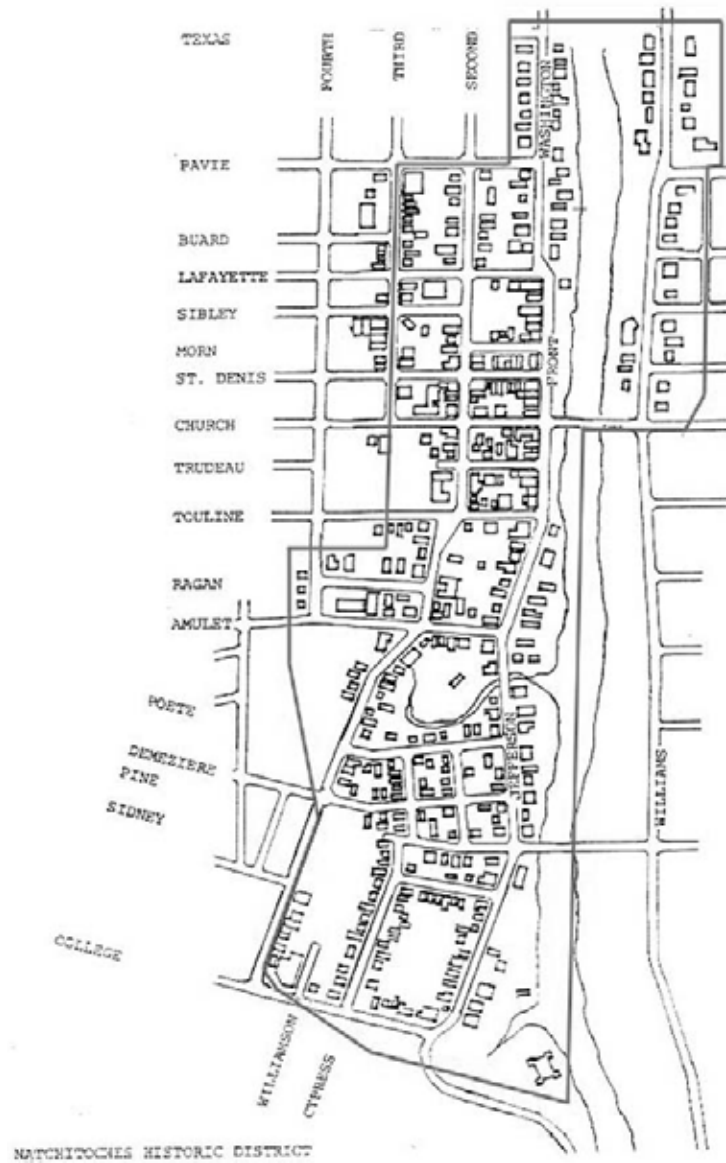 TEXAS
FOURTH
THIRD
SECOND
WASHINGTON
PAVIE
BUARD
LAFAYETTE
SIBLEY
MORN
ST. DENIS
FRONT
CHURCH
TRUDEAU
TOULINE
RAGAN
AMULET
POETE
JEFFERSON
DEMEZIERE
PINE
SIDNEY
WILLIAMS
COLLEGE
WILLIAMSON
CYPRESS
NATCHITOCHES HISTORIC DISTRICT